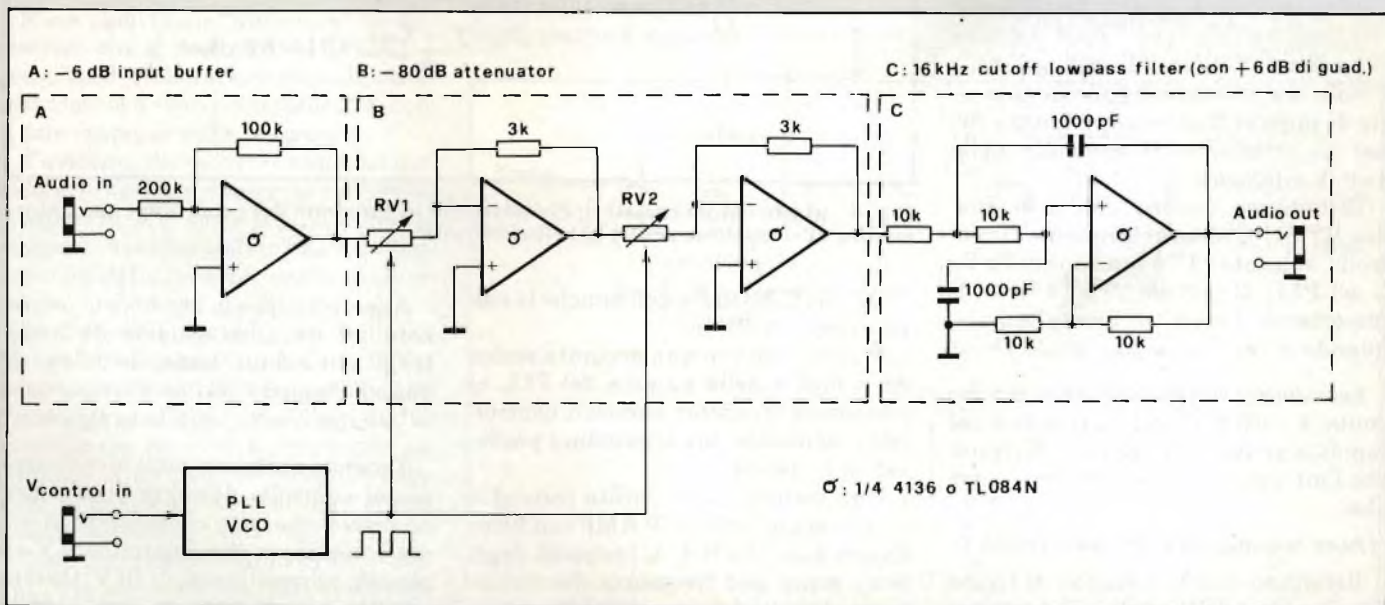 A: -6 dB input buffer
B: -80dB attenuator
C: 16kHz cutoff lowpass filter (con + 6dB di guad.)
A
B
C
100k
3k
3k
1000pF
Audio in
200k
RV1
RV2
10k
10k
Audio out
σ
σ
σ
σ
-
+
-
+
+
1000pF
10k
10k
Vcontrol in
v
PLL
VCO
σ: 1/4 4136 o TL084N